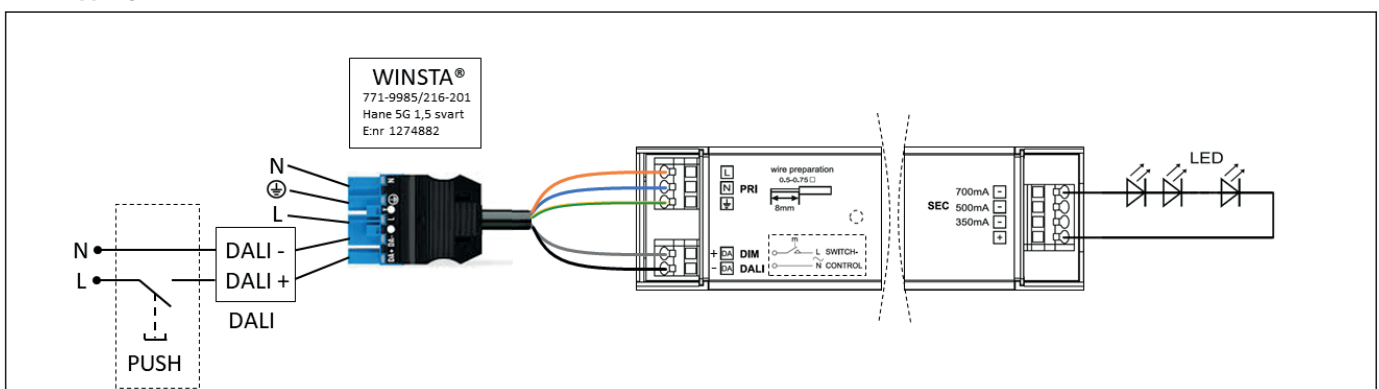 WINSTA®
771-9985/216-201
Hane 5G 1,5 svart
E:nr 1274882
N
L
N
DALI -
L
DALI +
DALI
PUSH
L
N
PRI
wire preparation
0.5-0.75□
8mm
+ DA DIM
- DA DALI
m
L SWITCH-
N CONTROL
SEC
700mA -
500mA -
350mA -
+
LED